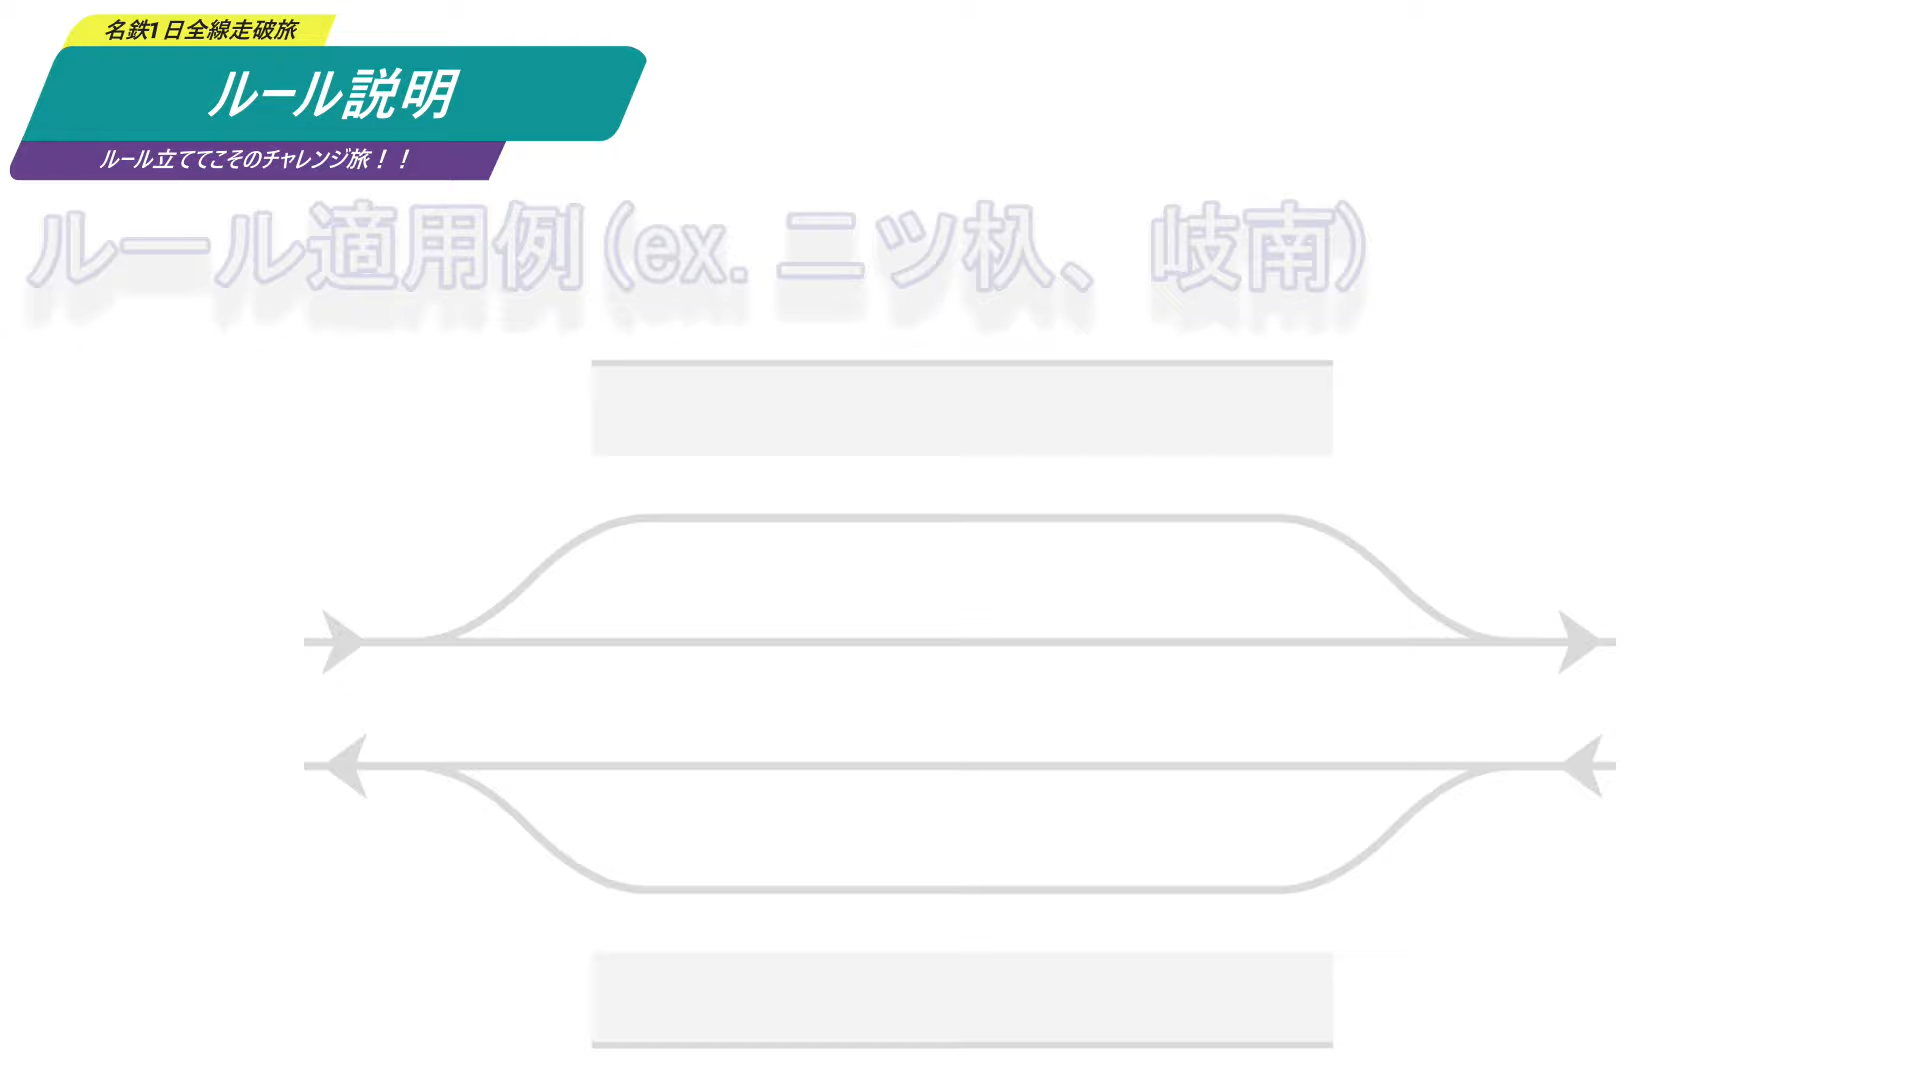 名鉄1日全線走破旅
ルール説明
ルール立ててこそのチャレンジ旅！！
ルール適用例(ex.二ツ杁、岐南)